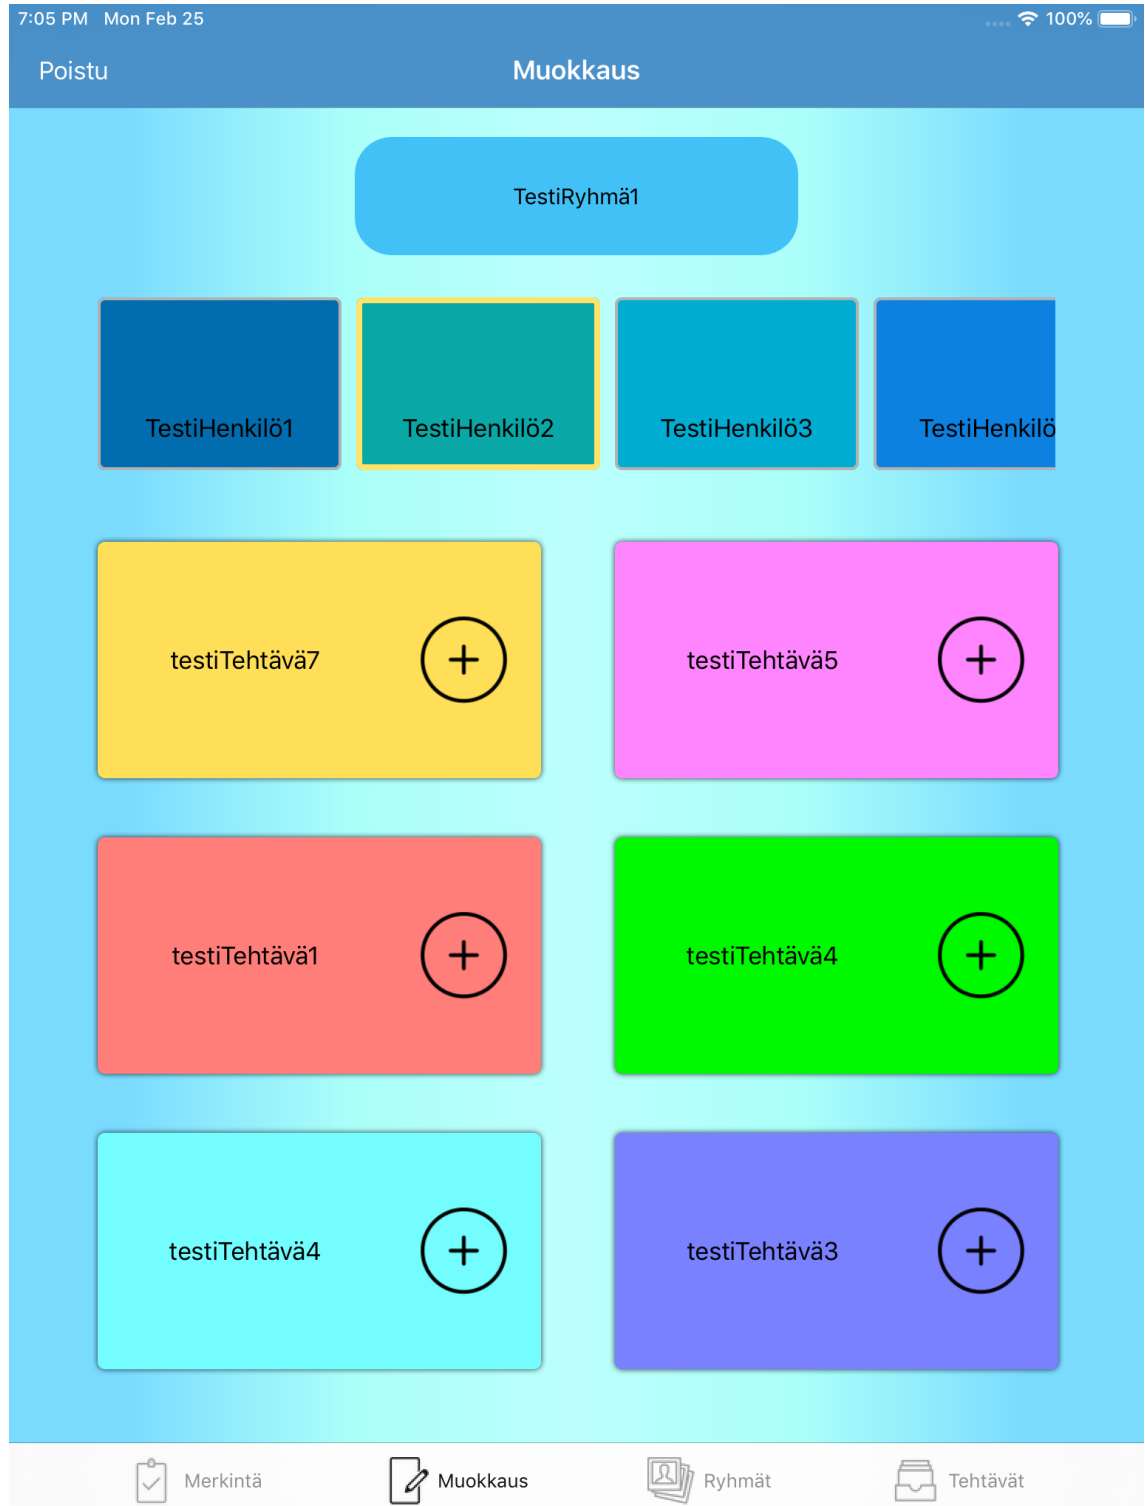 7:05 PM Mon Feb 25 100%
Poistu Muokkaus
TestiRyhmä1
TestiHenkilö1 TestiHenkilö2 TestiHenkilö3 TestiHenkilö
testiTehtävä7 testiTehtävä5
testiTehtävä1 testiTehtävä4
testiTehtävä4 testiTehtävä3
Merkintä Muokkaus Ryhmät Tehtävät